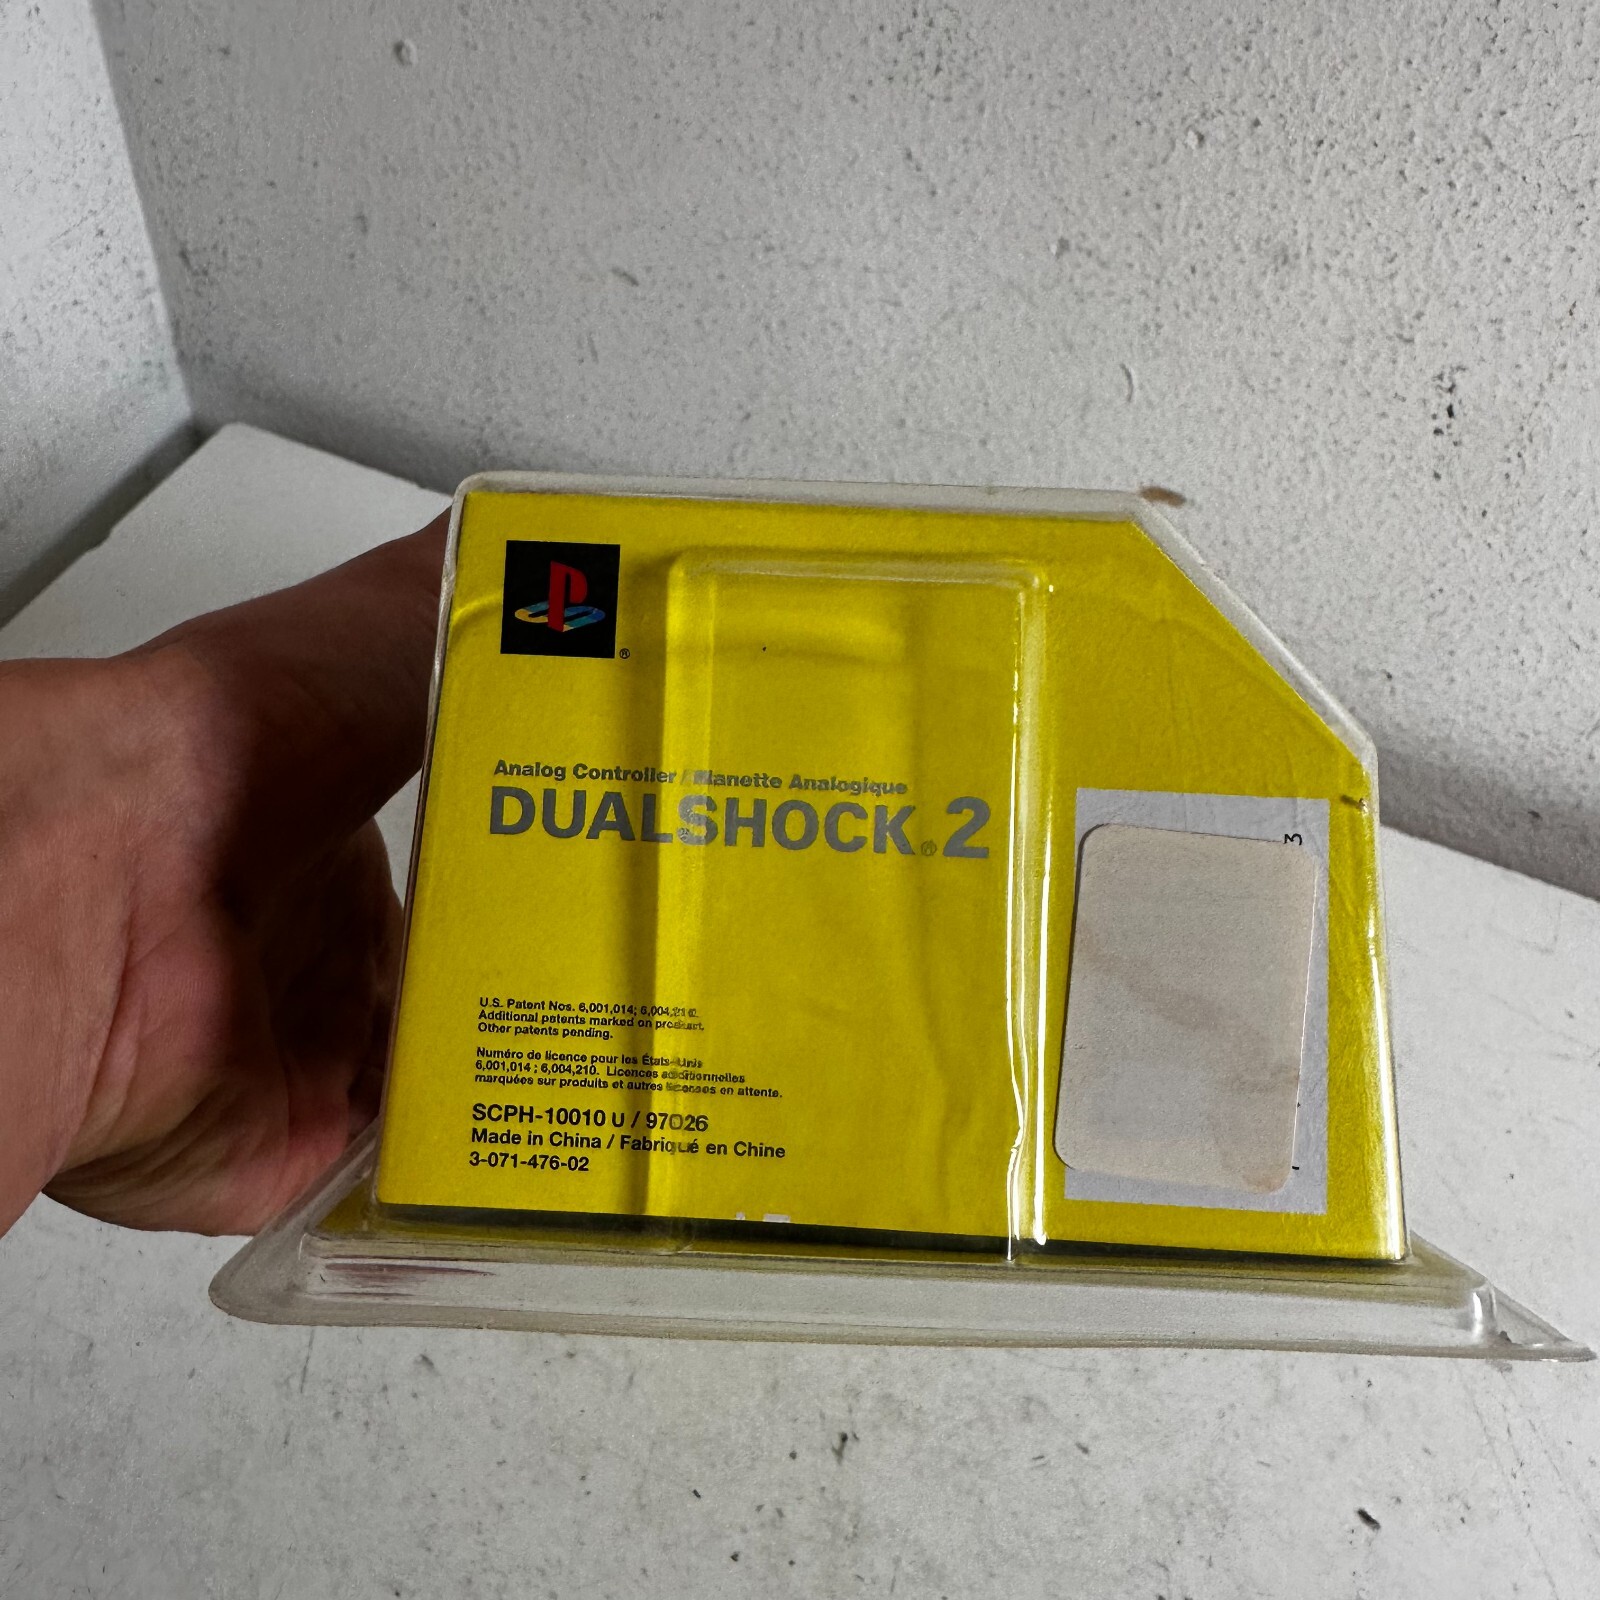 Analog Controller / Manette Analogique
DUALSHOCK®2
U.S. Patent Nos. 6,001,014; 6,004,210.
Additional patents marked on product.
Other patents pending.
Numéro de licence pour les États-Unis
6,001,014 ; 6,004,210. Licences additionnelles
marquées sur produits et autres licences en attente.
SCPH-10010 U / 97026
Made in China / Fabriqué en Chine
3-071-476-02
3